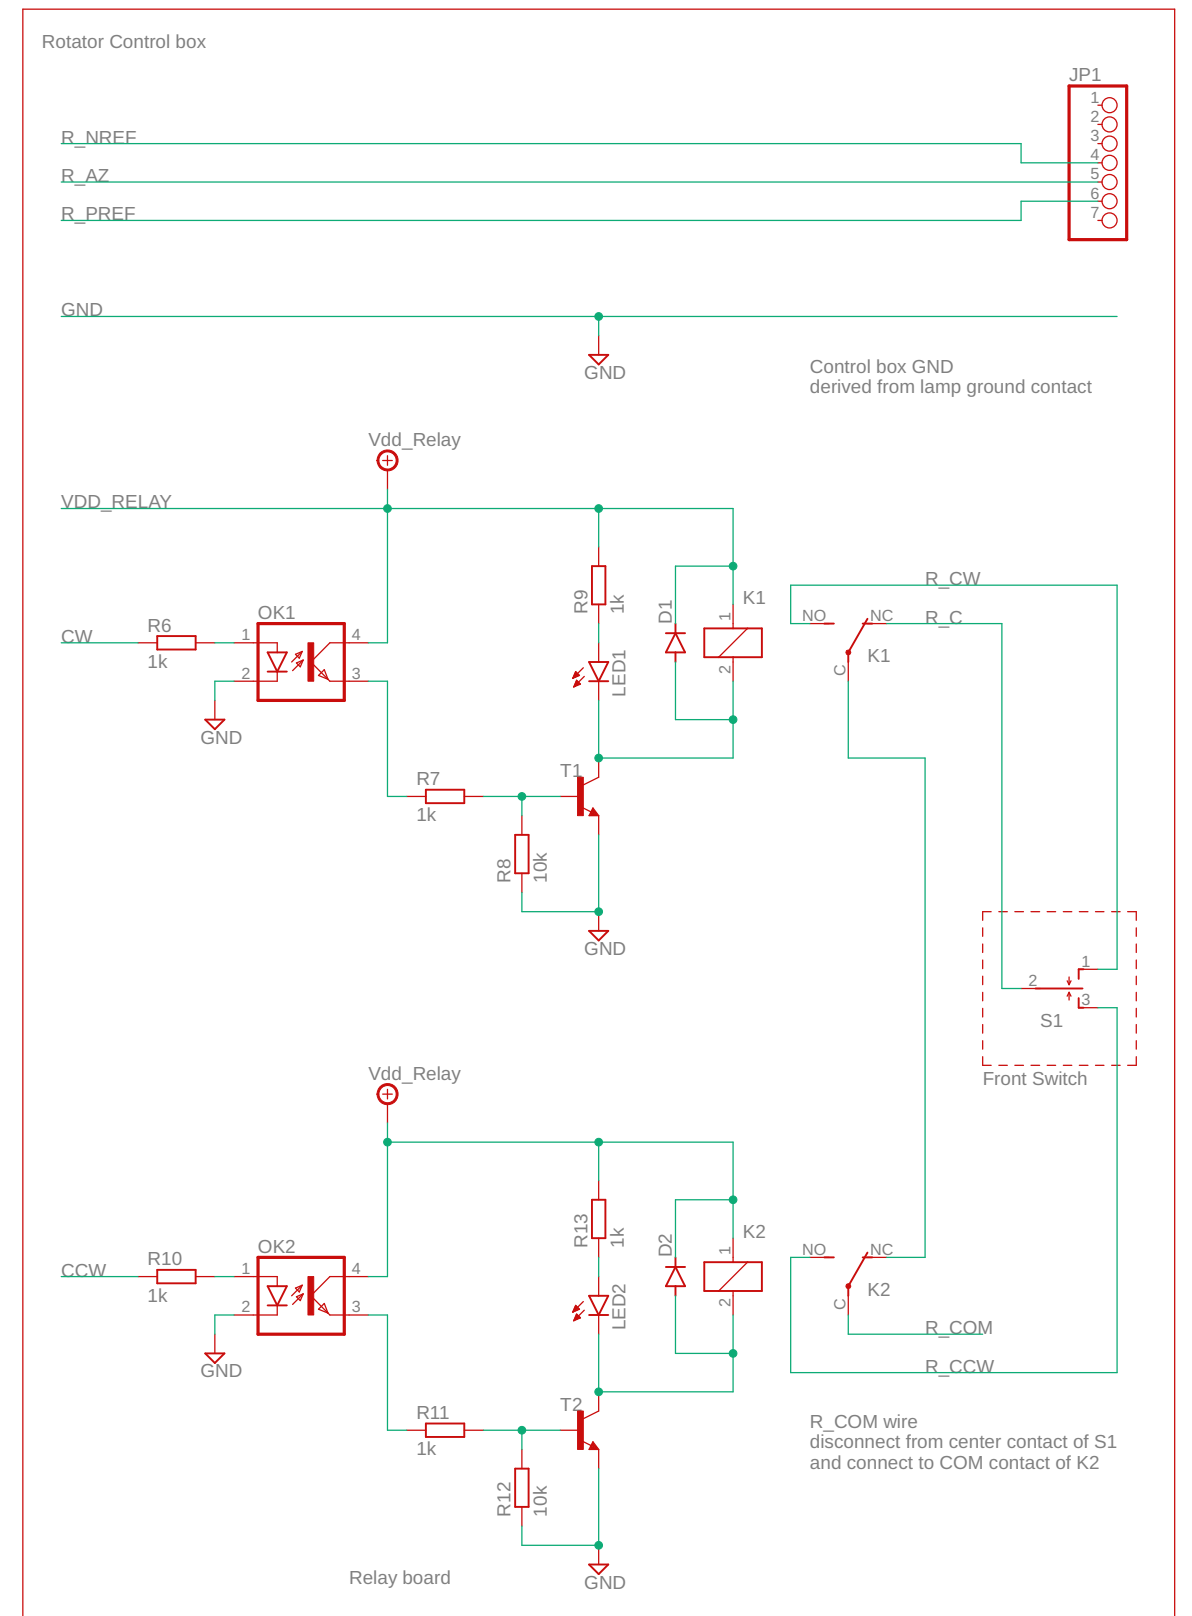 Rotator Control box
JP1
1
2
3
4
5
6
7
R_NREF
R_AZ
R_PREF
GND
GND
Control box GND
derived from lamp ground contact
Vdd_Relay
VDD_RELAY
CW
R6
1k
OK1
1
2
4
3
GND
R9
1k
LED1
D1
K1
1
2
R_CW
R_C
NO
NC
K1
C
T1
R7
1k
R8
10k
GND
1
2
3
S1
Front Switch
Vdd_Relay
CCW
R10
1k
OK2
1
2
4
3
GND
R13
1k
LED2
D2
K2
1
2
NO
NC
K2
C
R_COM
R_CCW
T2
R11
1k
R12
10k
GND
R_COM wire
disconnect from center contact of S1
and connect to COM contact of K2
Relay board